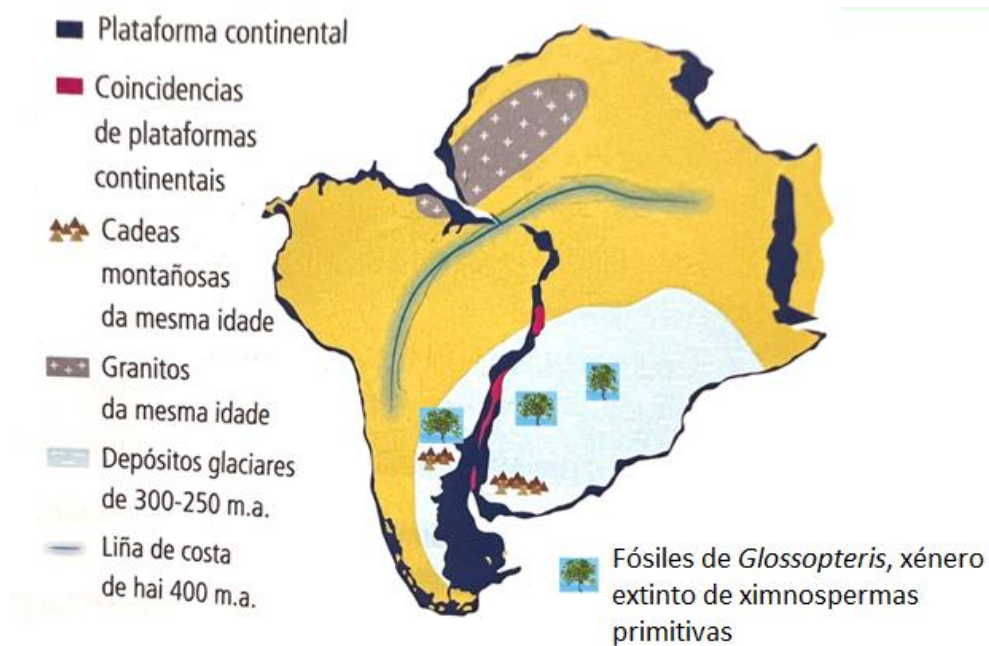 Plataforma continental
Coincidencias
de plataformas
continentais
Cadeas
montañosas
da mesma idade
Granitos
da mesma idade
Depósitos glaciares
de 300-250 m.a.
Liña de costa
de hai 400 m.a.
Fósiles de Glossopteris, xénero
extinto de ximnospermas
primitivas